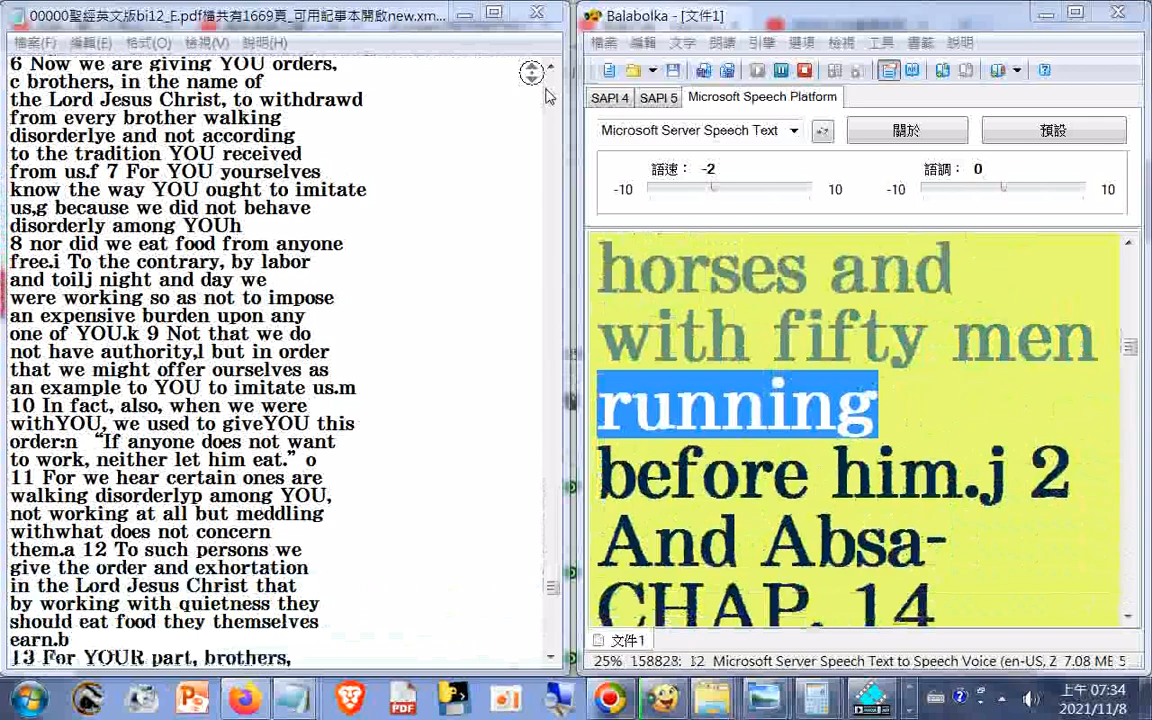 00000聖經英文版bi12_E.pdf檔共有1669頁_可用記事本開啟new.xm...
檔案(F) 編輯(E) 格式(O) 檢視(V) 說明(H)
6 Now we are giving YOU orders,
c brothers, in the name of
the Lord Jesus Christ, to withdrawd
from every brother walking
disorderlye and not according
to the tradition YOU received
from us.f 7 For YOU yourselves
know the way YOU ought to imitate
us,g because we did not behave
disorderly among YOUh
8 nor did we eat food from anyone
free.i To the contrary, by labor
and toilj night and day we
were working so as not to impose
an expensive burden upon any
one of YOU.k 9 Not that we do
not have authority,l but in order
that we might offer ourselves as
an example to YOU to imitate us.m
10 In fact, also, when we were
withYOU, we used to giveYOU this
order:n “If anyone does not want
to work, neither let him eat.” o
11 For we hear certain ones are
walking disorderlyp among YOU,
not working at all but meddling
withwhat does not concern
them.a 12 To such persons we
give the order and exhortation
in the Lord Jesus Christ that
by working with quietness they
should eat food they themselves
earn.b
13 For YOUR part, brothers,
Balabolka - [文件1]
檔案 編輯 文字 朗讀 引擎 選項 檢視 工具 書籤 說明
SAPI 4 SAPI 5 Microsoft Speech Platform
Microsoft Server Speech Text 關於 預設
語速： -2 語調： 0
-10 10 -10 10
horses and
with fifty men
running
before him.j 2
And Absa-
CHAP. 14
文件1
25% 158828: 12 Microsoft Server Speech Text to Speech Voice (en-US, Z 7.08 MB 5
PDF
上午 07:34
2021/11/8